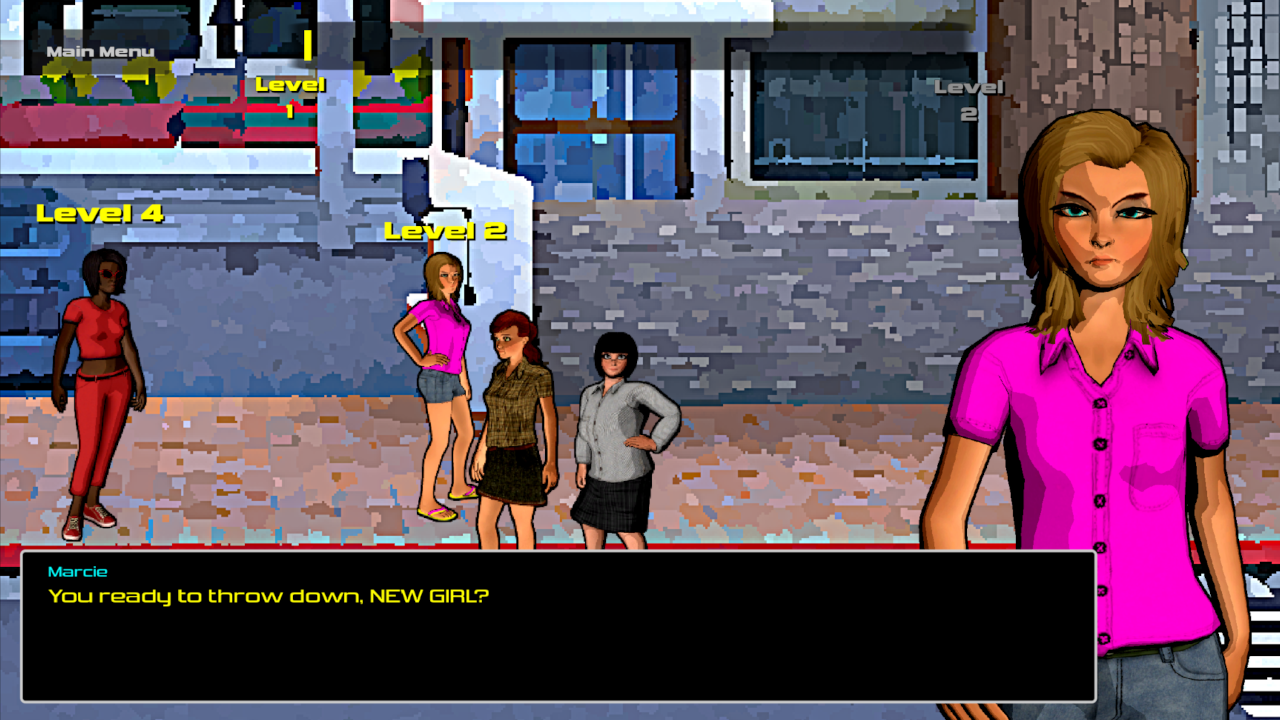 Main Menu
Level
1
Level
2
Level 4
Level 2
Marcie
You ready to throw down, NEW GIRL?